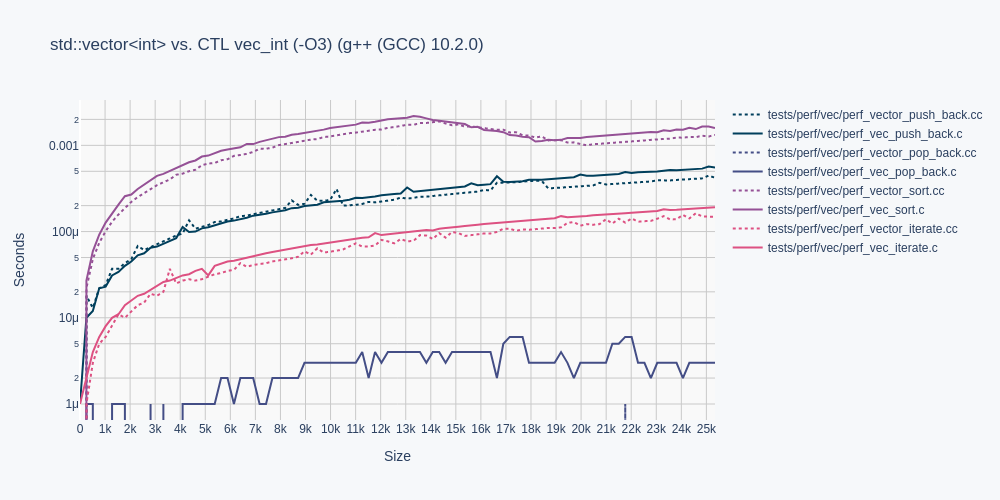 std::vector<int> vs. CTL vec_int (-O3) (g++ (GCC) 10.2.0)
2
0.001
5
2
100μ
5
2
10μ
5
2
1μ
Seconds
0 1k 2k 3k 4k 5k 6k 7k 8k 9k 10k 11k 12k 13k 14k 15k 16k 17k 18k 19k 20k 21k 22k 23k 24k 25k
Size
tests/perf/vec/perf_vector_push_back.cc
tests/perf/vec/perf_vec_push_back.c
tests/perf/vec/perf_vector_pop_back.cc
tests/perf/vec/perf_vec_pop_back.c
tests/perf/vec/perf_vector_sort.cc
tests/perf/vec/perf_vec_sort.c
tests/perf/vec/perf_vector_iterate.cc
tests/perf/vec/perf_vec_iterate.c